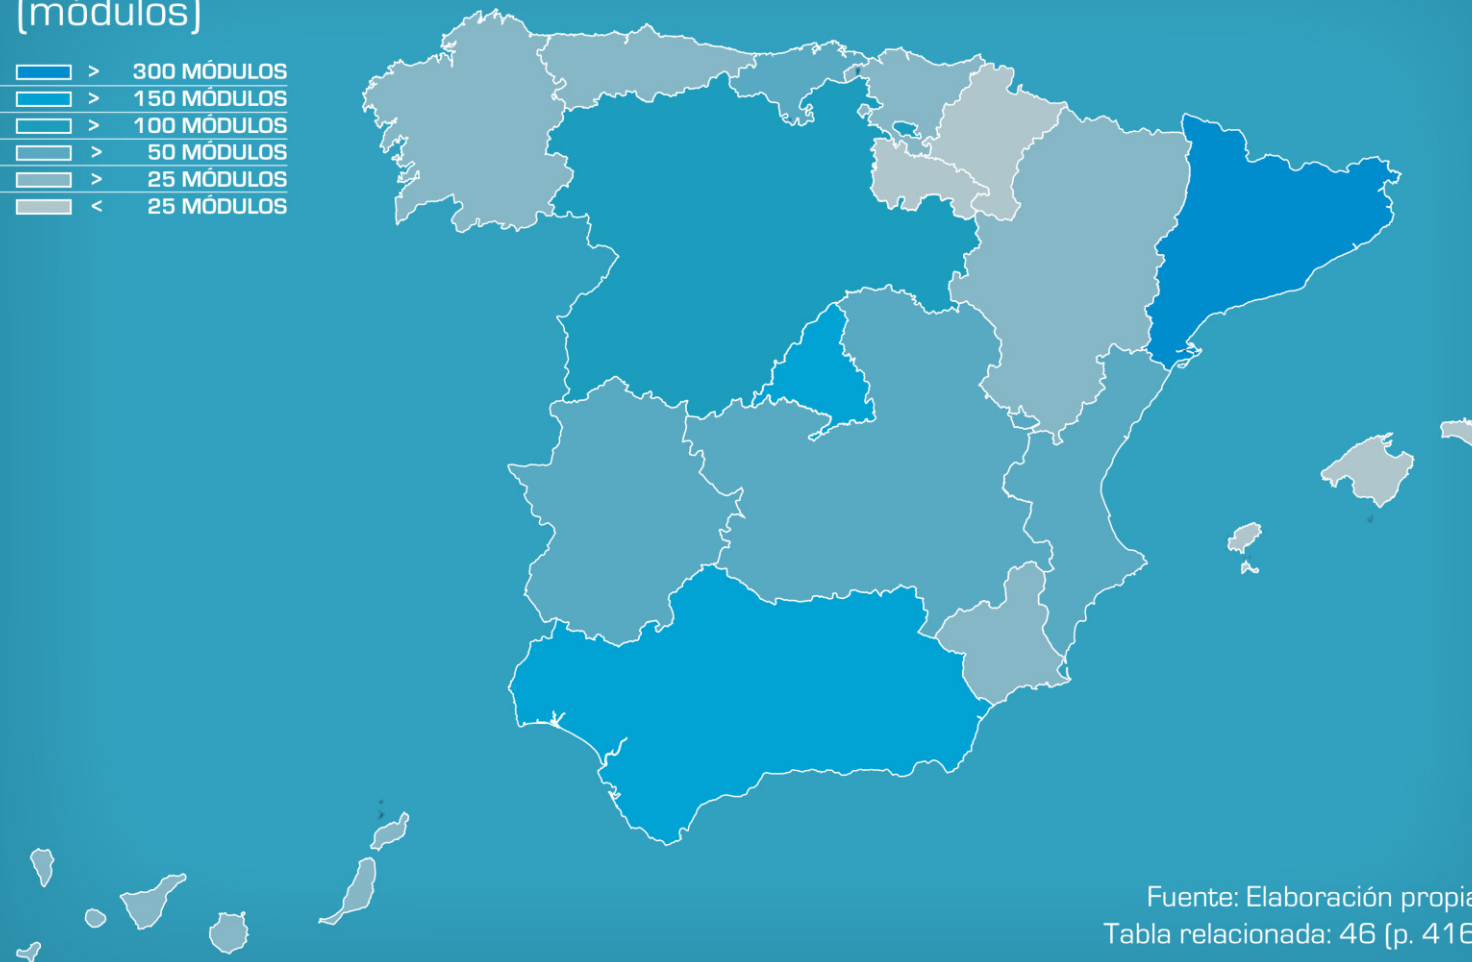 (módulos)
> 300 MÓDULOS
> 150 MÓDULOS
> 100 MÓDULOS
> 50 MÓDULOS
> 25 MÓDULOS
< 25 MÓDULOS
Fuente: Elaboración propia
Tabla relacionada: 46 (p. 416